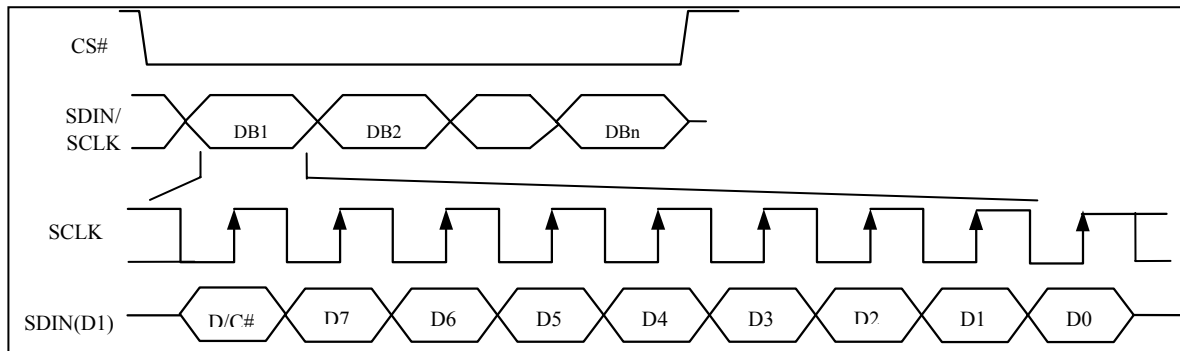 CS#
SDIN/
SCLK
DB1 DB2 DBn
SCLK
SDIN(D1)
D/C# D7 D6 D5 D4 D3 D2 D1 D0